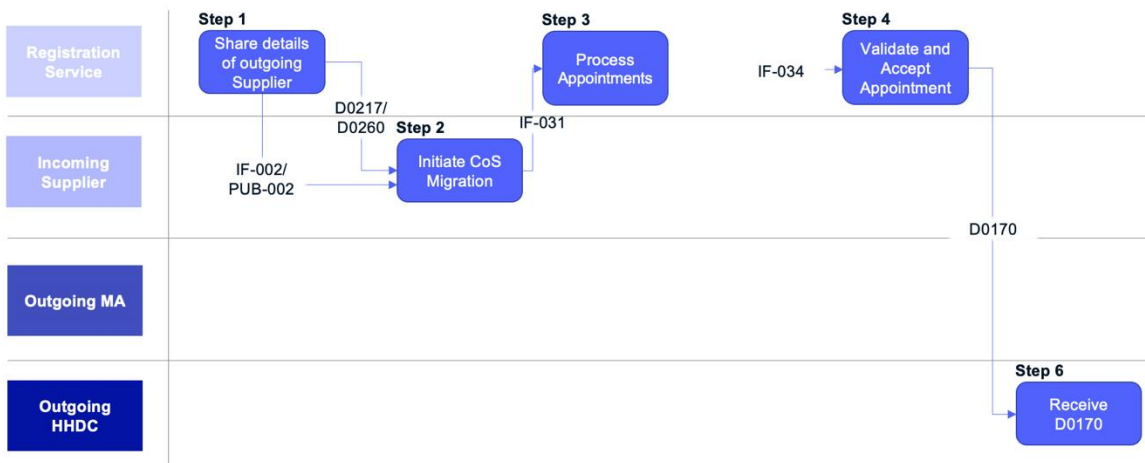 Step 1
Step 3
Step 4
Registration
Service
Share details
of outgoing
Supplier
Process
Appointments
IF-034
Validate and
Accept
Appointment
D0217/
D0260
Step 2
IF-031
Incoming
Supplier
IF-002/
PUB-002
Initiate CoS
Migration
D0170
Outgoing MA
Step 6
Outgoing
HHDC
Receive
D0170